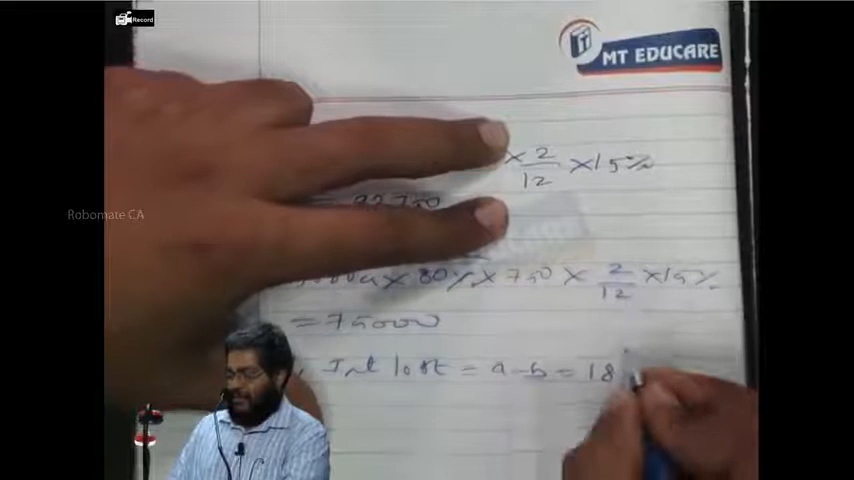 Record
MT EDUCARE
× 2/12 ×15%
Robomate CA
× 80% × 750 × 2/12 ×15%
= 75000
Int lost = a-b = 18